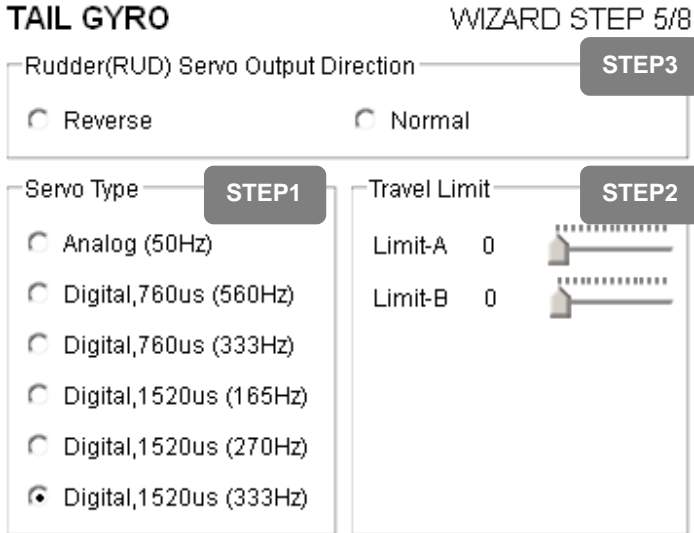 TAIL GYRO WIZARD STEP 5/8
Rudder(RUD) Servo Output Direction STEP3
Reverse Normal
Servo Type STEP1
Analog (50Hz)
Digital,760us (560Hz)
Digital,760us (333Hz)
Digital,1520us (165Hz)
Digital,1520us (270Hz)
Digital,1520us (333Hz)
Travel Limit STEP2
Limit-A 0
Limit-B 0